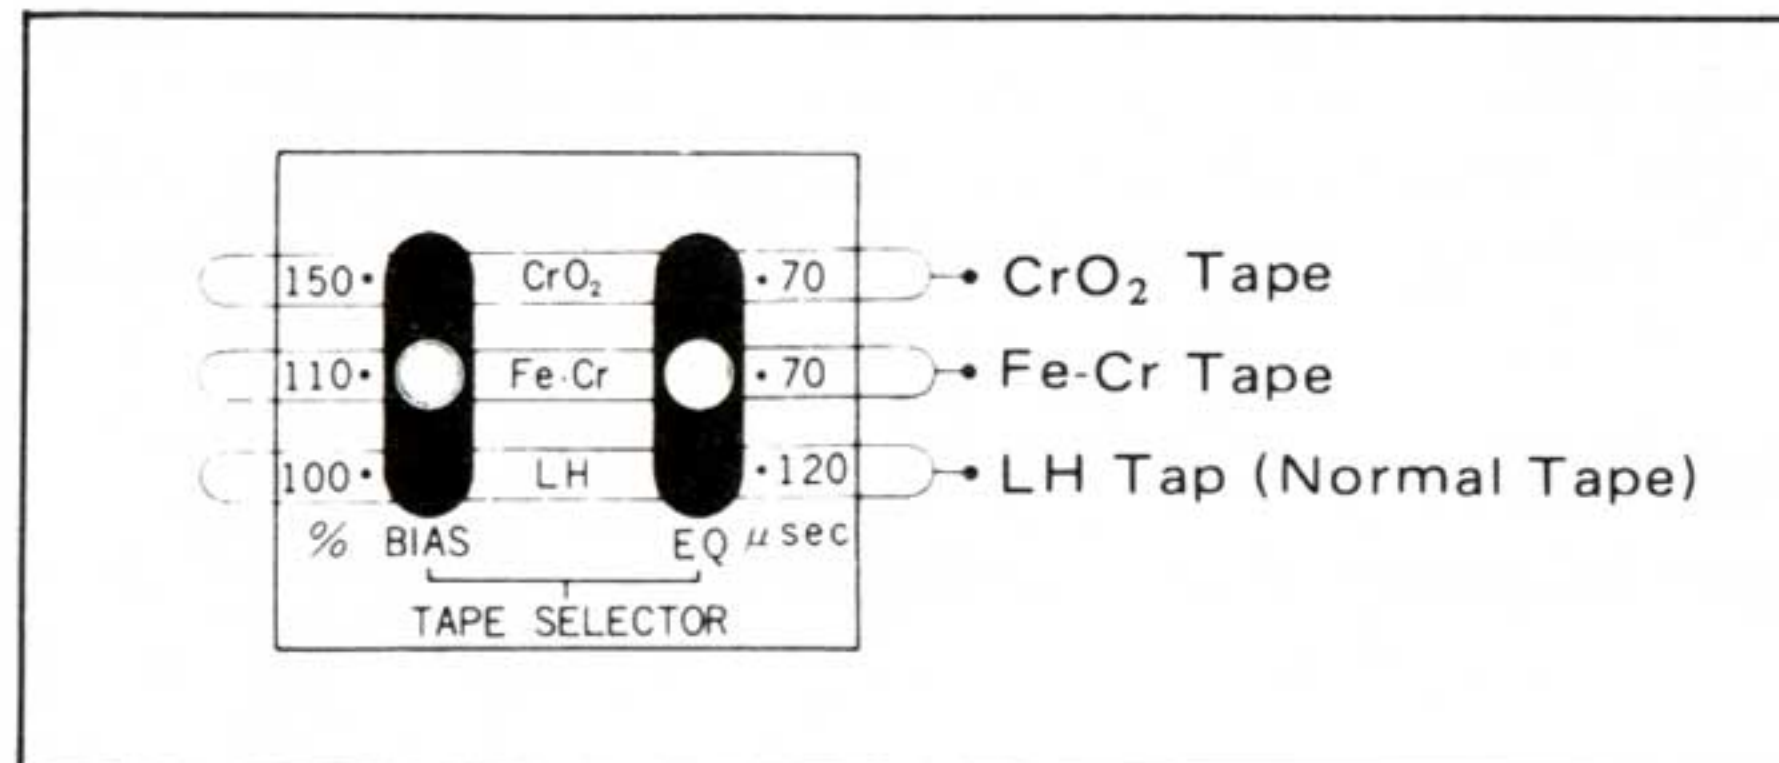 150• CrO₂ •70 CrO₂ Tape
110• Fe·Cr •70 Fe-Cr Tape
100• LH •120 LH Tap (Normal Tape)
% BIAS EQ μsec
TAPE SELECTOR